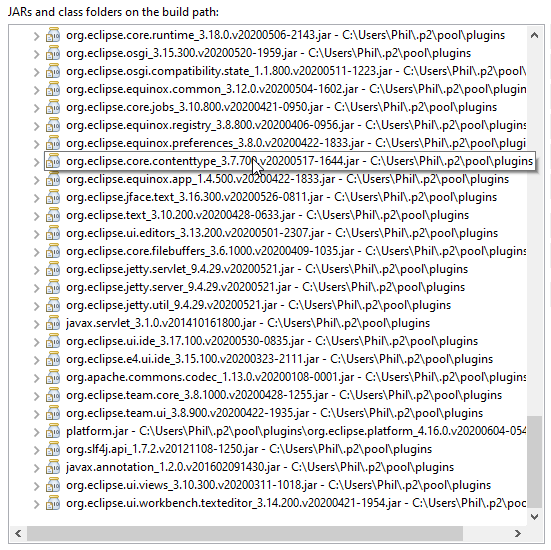 JARs and class folders on the build path:
org.eclipse.core.runtime_3.18.0.v20200506-2143.jar - C:\Users\Phil\.p2\pool\plugins
org.eclipse.osgi_3.15.300.v20200520-1959.jar - C:\Users\Phil\.p2\pool\plugins
org.eclipse.osgi.compatibility.state_1.1.800.v20200511-1223.jar - C:\Users\Phil\.p2\pool
org.eclipse.equinox.common_3.12.0.v20200504-1602.jar - C:\Users\Phil\.p2\pool\plugi
org.eclipse.core.jobs_3.10.800.v20200421-0950.jar - C:\Users\Phil\.p2\pool\plugins
org.eclipse.equinox.registry_3.8.800.v20200406-0956.jar - C:\Users\Phil\.p2\pool\plugin
org.eclipse.equinox.preferences_3.8.0.v20200422-1833.jar - C:\Users\Phil\.p2\pool\plug
org.eclipse.core.contenttype_3.7.700.v20200517-1644.jar - C:\Users\Phil\.p2\pool\plugins
org.eclipse.equinox.app_1.4.500.v20200422-1833.jar - C:\Users\Phil\.p2\pool\plugins
org.eclipse.jface.text_3.16.300.v20200526-0811.jar - C:\Users\Phil\.p2\pool\plugins
org.eclipse.text_3.10.200.v20200428-0633.jar - C:\Users\Phil\.p2\pool\plugins
org.eclipse.ui.editors_3.13.200.v20200501-2307.jar - C:\Users\Phil\.p2\pool\plugins
org.eclipse.core.filebuffers_3.6.1000.v20200409-1035.jar - C:\Users\Phil\.p2\pool\plugi
org.eclipse.jetty.servlet_9.4.29.v20200521.jar - C:\Users\Phil\.p2\pool\plugins
org.eclipse.jetty.server_9.4.29.v20200521.jar - C:\Users\Phil\.p2\pool\plugins
org.eclipse.jetty.util_9.4.29.v20200521.jar - C:\Users\Phil\.p2\pool\plugins
javax.servlet_3.1.0.v201410161800.jar - C:\Users\Phil\.p2\pool\plugins
org.eclipse.ui.ide_3.17.100.v20200530-0835.jar - C:\Users\Phil\.p2\pool\plugins
org.eclipse.e4.ui.ide_3.15.100.v20200323-2111.jar - C:\Users\Phil\.p2\pool\plugins
org.apache.commons.codec_1.13.0.v20200108-0001.jar - C:\Users\Phil\.p2\pool\plugin
org.eclipse.team.core_3.8.1000.v20200428-1255.jar - C:\Users\Phil\.p2\pool\plugins
org.eclipse.team.ui_3.8.900.v20200422-1935.jar - C:\Users\Phil\.p2\pool\plugins
platform.jar - C:\Users\Phil\.p2\pool\plugins\org.eclipse.platform_4.16.0.v20200604-054
org.slf4j.api_1.7.2.v20121108-1250.jar - C:\Users\Phil\.p2\pool\plugins
javax.annotation_1.2.0.v201602091430.jar - C:\Users\Phil\.p2\pool\plugins
org.eclipse.ui.views_3.10.300.v20200311-1018.jar - C:\Users\Phil\.p2\pool\plugins
org.eclipse.ui.workbench.texteditor_3.14.200.v20200421-1954.jar - C:\Users\Phil\.p2\poo